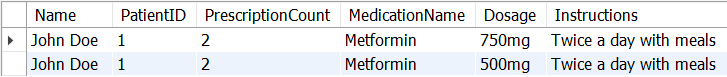 Name PatientID PrescriptionCount MedicationName Dosage Instructions
John Doe 1 2 Metformin 750mg Twice a day with meals
John Doe 1 2 Metformin 500mg Twice a day with meals